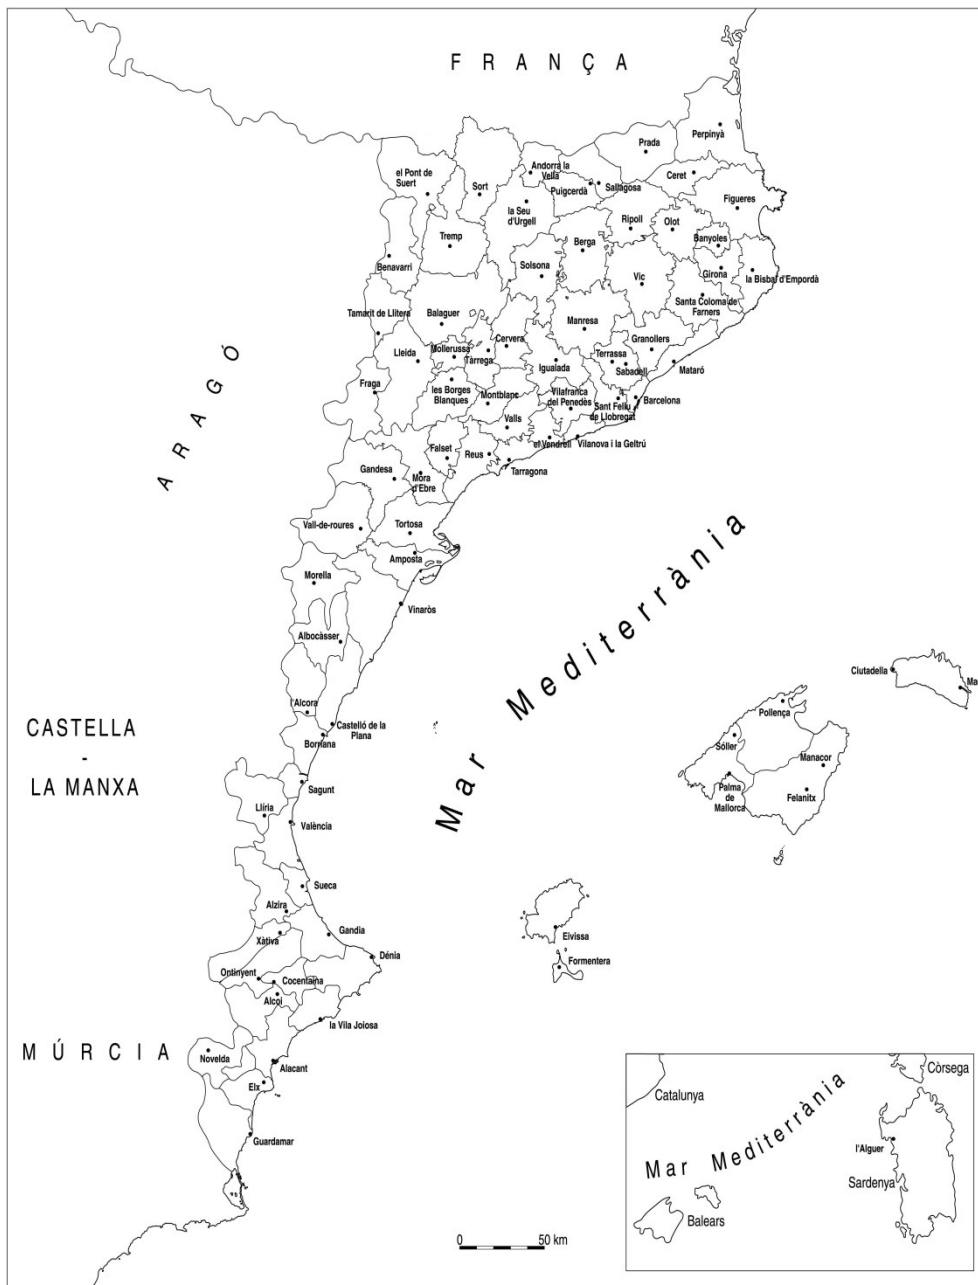 FRANÇA
Perpinyà
Prada
Andorra la
Vella
el Pont de
Suert
Sort
Puigcerdà
Sallagosa
Ceret
la Seu
d'Urgell
Figueres
Ripoll
Olot
Tremp
Berga
Banyoles
Benavarri
Solsona
Vic
Girona
la Bisbal d'Empordà
Santa Coloma de
Farners
Tamarit de Llitera
Balaguer
Manresa
Cervera
Granollers
Lleida
Mollerussa
Tàrrega
Igualada
Terrassa
Sabadell
Mataró
ARAGÓ
Fraga
les Borges
Blanques
Montblanc
Vilafranca
del Penedès
Sant Feliu
de Llobregat
Barcelona
Valls
el Vendrell
Vilanova i la Geltrú
Falset
Reus
Tarragona
Gandesa
Móra
d'Ebre
Vall-de-roures
Tortosa
Amposta
Morella
Vinaròs
Albocàsser
Mar Mediterrània
Ciutadella
l'Alcora
Castelló de la
Plana
Borriana
Pollença
Sóller
Manacor
CASTELLA
-
LA MANXA
Sagunt
Palma
de
Mallorca
Felanitx
Llíria
València
Sueca
Alzira
Xàtiva
Gandia
Eivissa
Dénia
Formentera
Ontinyent
Cocentaina
Alcoi
la Vila Joiosa
MÚRCIA
Novelda
Alacant
Elx
Guardamar
0 50 km
Catalunya
Còrsega
Mar Mediterrània
l'Alguer
Sardenya
Balears